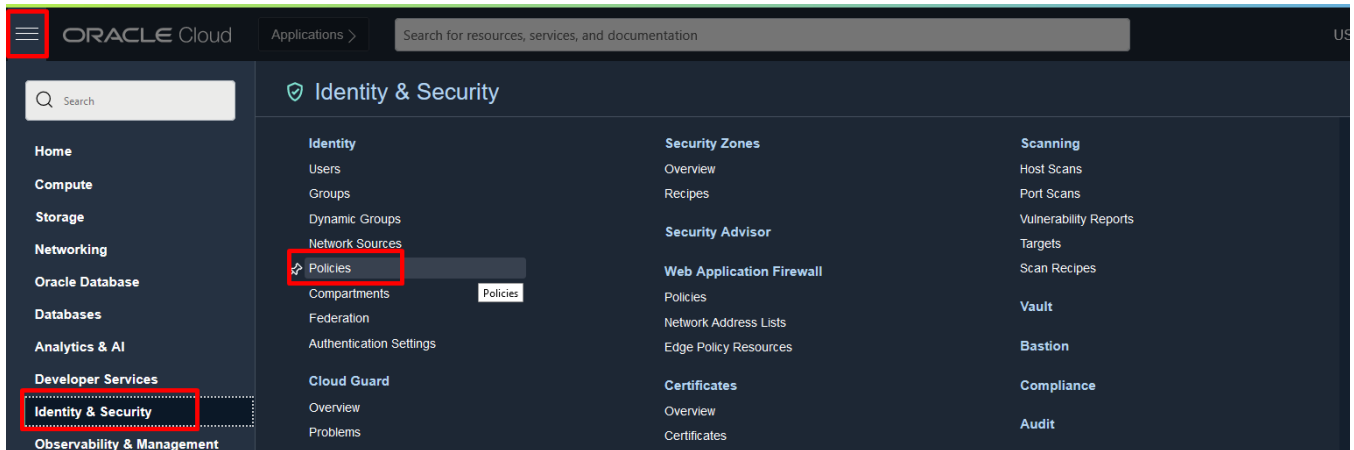 ORACLE Cloud
Applications >
Search for resources, services, and documentation
US
Search
Home
Compute
Storage
Networking
Oracle Database
Databases
Analytics & AI
Developer Services
Identity & Security
Observability & Management
Identity & Security
Identity
Users
Groups
Dynamic Groups
Network Sources
Policies
Compartments
Policies
Federation
Authentication Settings
Cloud Guard
Overview
Problems
Security Zones
Overview
Recipes
Security Advisor
Web Application Firewall
Policies
Network Address Lists
Edge Policy Resources
Certificates
Overview
Certificates
Scanning
Host Scans
Port Scans
Vulnerability Reports
Targets
Scan Recipes
Vault
Bastion
Compliance
Audit